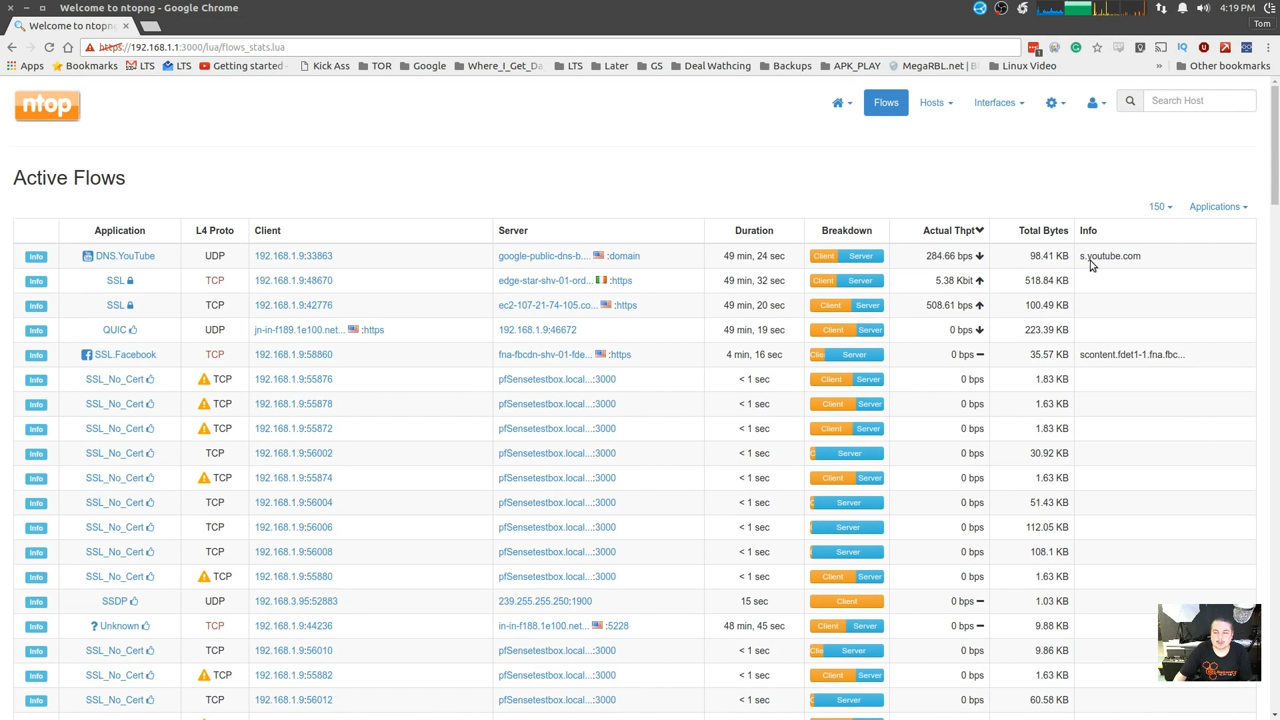 Welcome to ntopng - Google Chrome
4:19 PM
Welcome to ntopng
Tom
https://192.168.1.1:3000/lua/flows_stats.lua
Apps Bookmarks LTS LTS Getting started Kick Ass TOR Google Where_I_Get_Da LTS Later GS Deal Wacthing Backups APK_PLAY MegaRBL.net | Bl Linux Video » Other bookmarks
ntop
Flows Hosts Interfaces Search Host
Active Flows
150 Applications
Application L4 Proto Client Server Duration Breakdown Actual Thpt Total Bytes Info
Info DNS.YouTube UDP 192.168.1.9:33863 google-public-dns-b.... :domain 49 min, 24 sec Client Server 284.66 bps 98.41 KB s.youtube.com
Info SSL TCP 192.168.1.9:48670 edge-star-shv-01-ord... :https 49 min, 32 sec Client Server 5.38 Kbit 518.84 KB
Info SSL TCP 192.168.1.9:42776 ec2-107-21-74-105.co... :https 49 min, 20 sec Client Server 508.61 bps 100.49 KB
Info QUIC UDP jn-in-f189.1e100.net... :https 192.168.1.9:46672 49 min, 19 sec Client Server 0 bps 223.39 KB
Info SSL.Facebook TCP 192.168.1.9:58860 fna-fbcdn-shv-01-fde... :https 4 min, 16 sec Clie Server 0 bps 35.57 KB scontent.fdet1-1.fna.fbc...
Info SSL_No_Cert TCP 192.168.1.9:55876 pfSensetestbox.local...:3000 < 1 sec Client Server 0 bps 1.83 KB
Info SSL_No_Cert TCP 192.168.1.9:55878 pfSensetestbox.local...:3000 < 1 sec Client Server 0 bps 1.63 KB
Info SSL_No_Cert TCP 192.168.1.9:55872 pfSensetestbox.local...:3000 < 1 sec Client Server 0 bps 1.83 KB
Info SSL_No_Cert TCP 192.168.1.9:56002 pfSensetestbox.local...:3000 < 1 sec C Server 0 bps 30.92 KB
Info SSL_No_Cert TCP 192.168.1.9:55874 pfSensetestbox.local...:3000 < 1 sec Client Server 0 bps 1.63 KB
Info SSL_No_Cert TCP 192.168.1.9:56004 pfSensetestbox.local...:3000 < 1 sec Server 0 bps 51.43 KB
Info SSL_No_Cert TCP 192.168.1.9:56006 pfSensetestbox.local...:3000 < 1 sec Server 0 bps 112.05 KB
Info SSL_No_Cert TCP 192.168.1.9:56008 pfSensetestbox.local...:3000 < 1 sec Server 0 bps 108.1 KB
Info SSL_No_Cert TCP 192.168.1.9:55880 pfSensetestbox.local...:3000 < 1 sec Client Server 0 bps 1.63 KB
Info SSDP UDP 192.168.3.95:52883 239.255.255.250:1900 15 sec Client 0 bps 1.03 KB
Info ? Unknown TCP 192.168.1.9:44236 in-in-f188.1e100.net... :5228 48 min, 45 sec Client Server 0 bps 9.88 KB
Info SSL_No_Cert TCP 192.168.1.9:56010 pfSensetestbox.local...:3000 < 1 sec Clie Server 0 bps 9.86 KB
Info SSL_No_Cert TCP 192.168.1.9:55882 pfSensetestbox.local...:3000 < 1 sec Client Server 0 bps 1.63 KB
Info SSL_No_Cert TCP 192.168.1.9:56012 pfSensetestbox.local...:3000 < 1 sec C Server 0 bps 60.58 KB